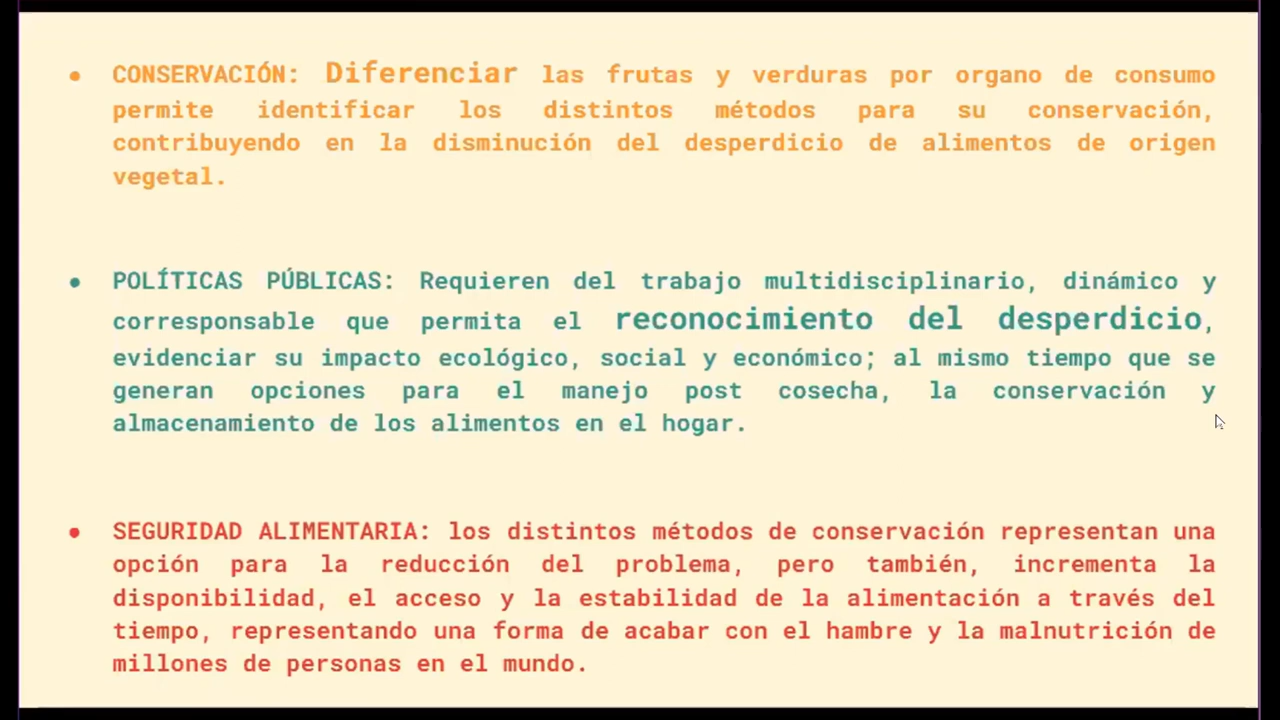 • CONSERVACIÓN: Diferenciar las frutas y verduras por organo de consumo
permite identificar los distintos métodos para su conservación,
contribuyendo en la disminución del desperdicio de alimentos de origen
vegetal.
• POLÍTICAS PÚBLICAS: Requieren del trabajo multidisciplinario, dinámico y
corresponsable que permita el reconocimiento del desperdicio,
evidenciar su impacto ecológico, social y económico; al mismo tiempo que se
generan opciones para el manejo post cosecha, la conservación y
almacenamiento de los alimentos en el hogar.
• SEGURIDAD ALIMENTARIA: los distintos métodos de conservación representan una
opción para la reducción del problema, pero también, incrementa la
disponibilidad, el acceso y la estabilidad de la alimentación a través del
tiempo, representando una forma de acabar con el hambre y la malnutrición de
millones de personas en el mundo.